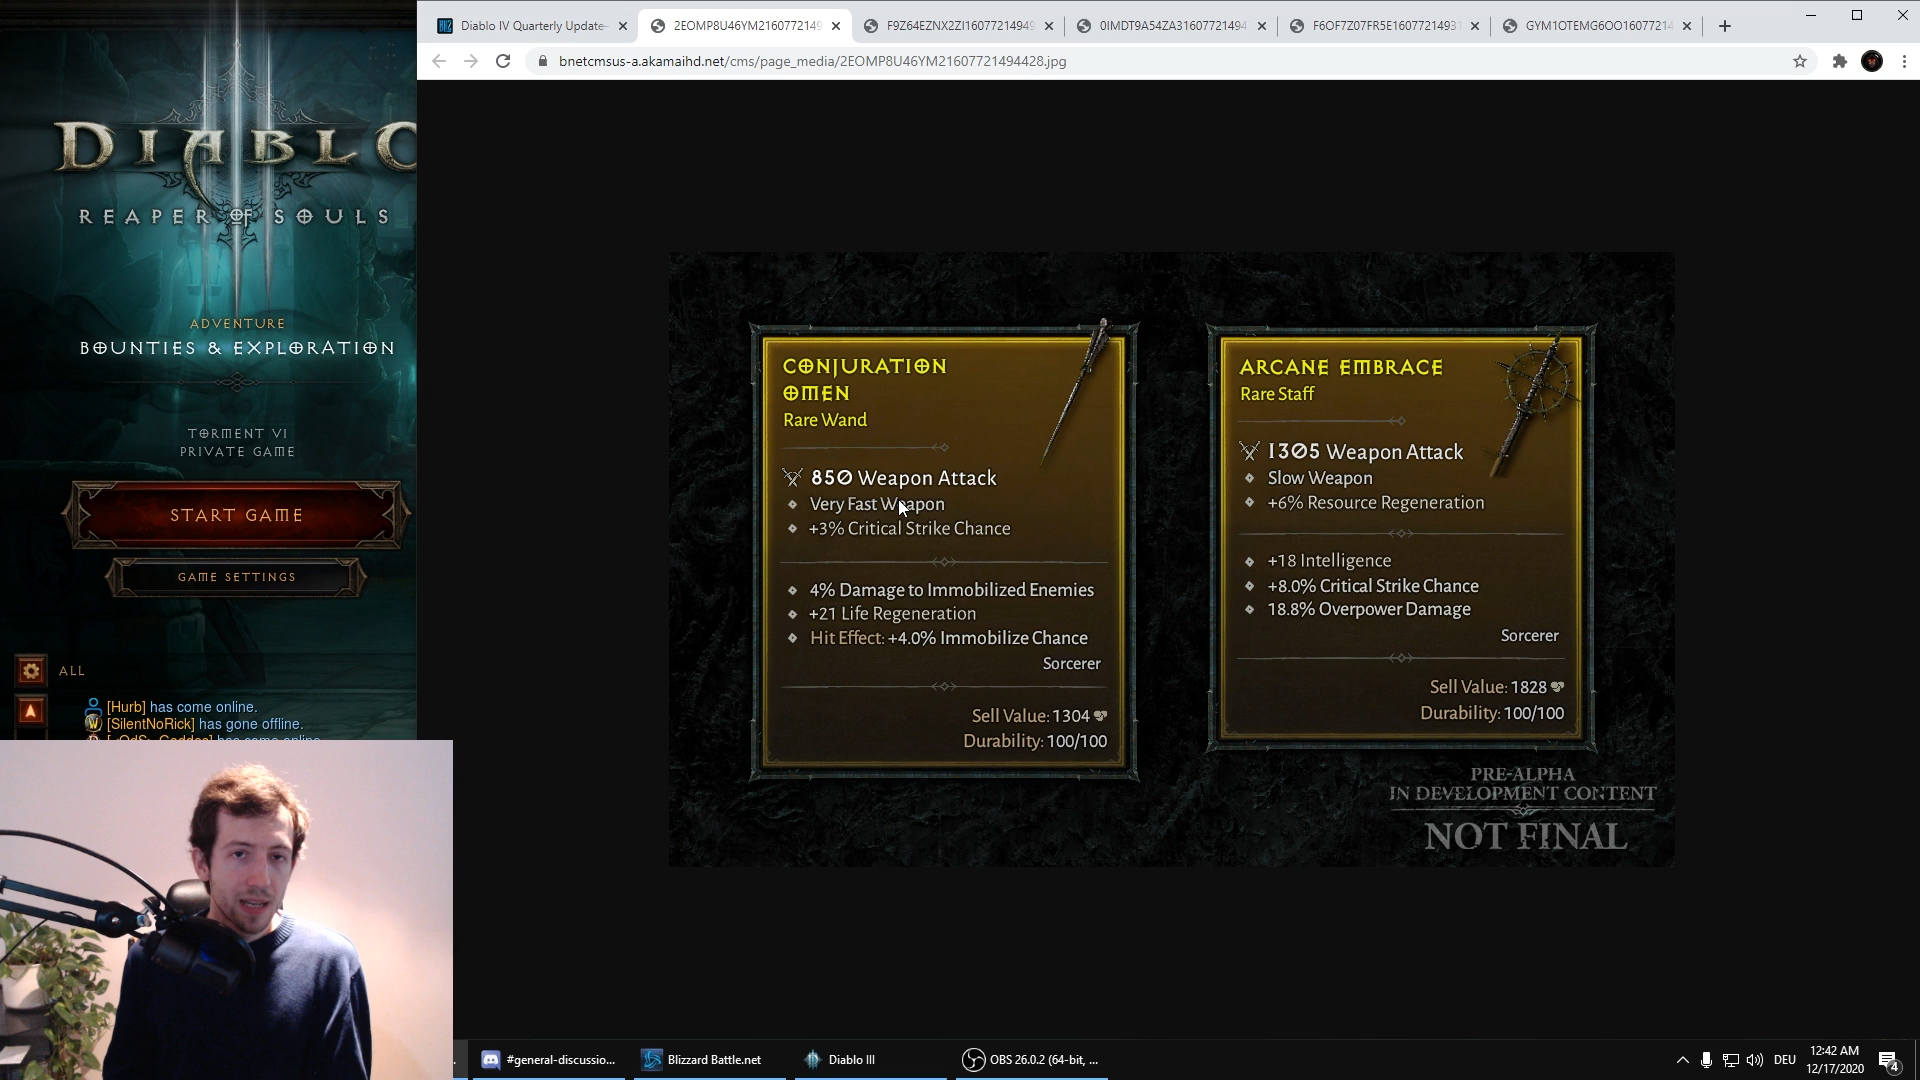 Diablo IV Quarterly Update-
2EOMP8U46YM2160772149
F9Z64EZNX2ZI16077214949
0IMDT9A54ZA3160772149
F6OF7Z07FR5E1607721493
GYM1OTEMG6OO16077214
bnetcmsus-a.akamaihd.net/cms/page_media/2EOMP8U46YM21607721494428.jpg
DIABLO
REAPER OF SOULS
ADVENTURE
BOUNTIES & EXPLORATION
TORMENT VI
PRIVATE GAME
START GAME
GAME SETTINGS
ALL
[Hurb] has come online.
[SilentNoRick] has gone offline.
CONJURATION
OMEN
Rare Wand
850 Weapon Attack
Very Fast Weapon
+3% Critical Strike Chance
4% Damage to Immobilized Enemies
+21 Life Regeneration
Hit Effect: +4.0% Immobilize Chance
Sorcerer
Sell Value: 1304
Durability: 100/100
ARCANE EMBRACE
Rare Staff
1305 Weapon Attack
Slow Weapon
+6% Resource Regeneration
+18 Intelligence
+8.0% Critical Strike Chance
18.8% Overpower Damage
Sorcerer
Sell Value: 1828
Durability: 100/100
PRE-ALPHA
IN DEVELOPMENT CONTENT
NOT FINAL
#general-discussio...
Blizzard Battle.net
Diablo III
OBS 26.0.2 (64-bit, ...
DEU
12:42 AM
12/17/2020
4